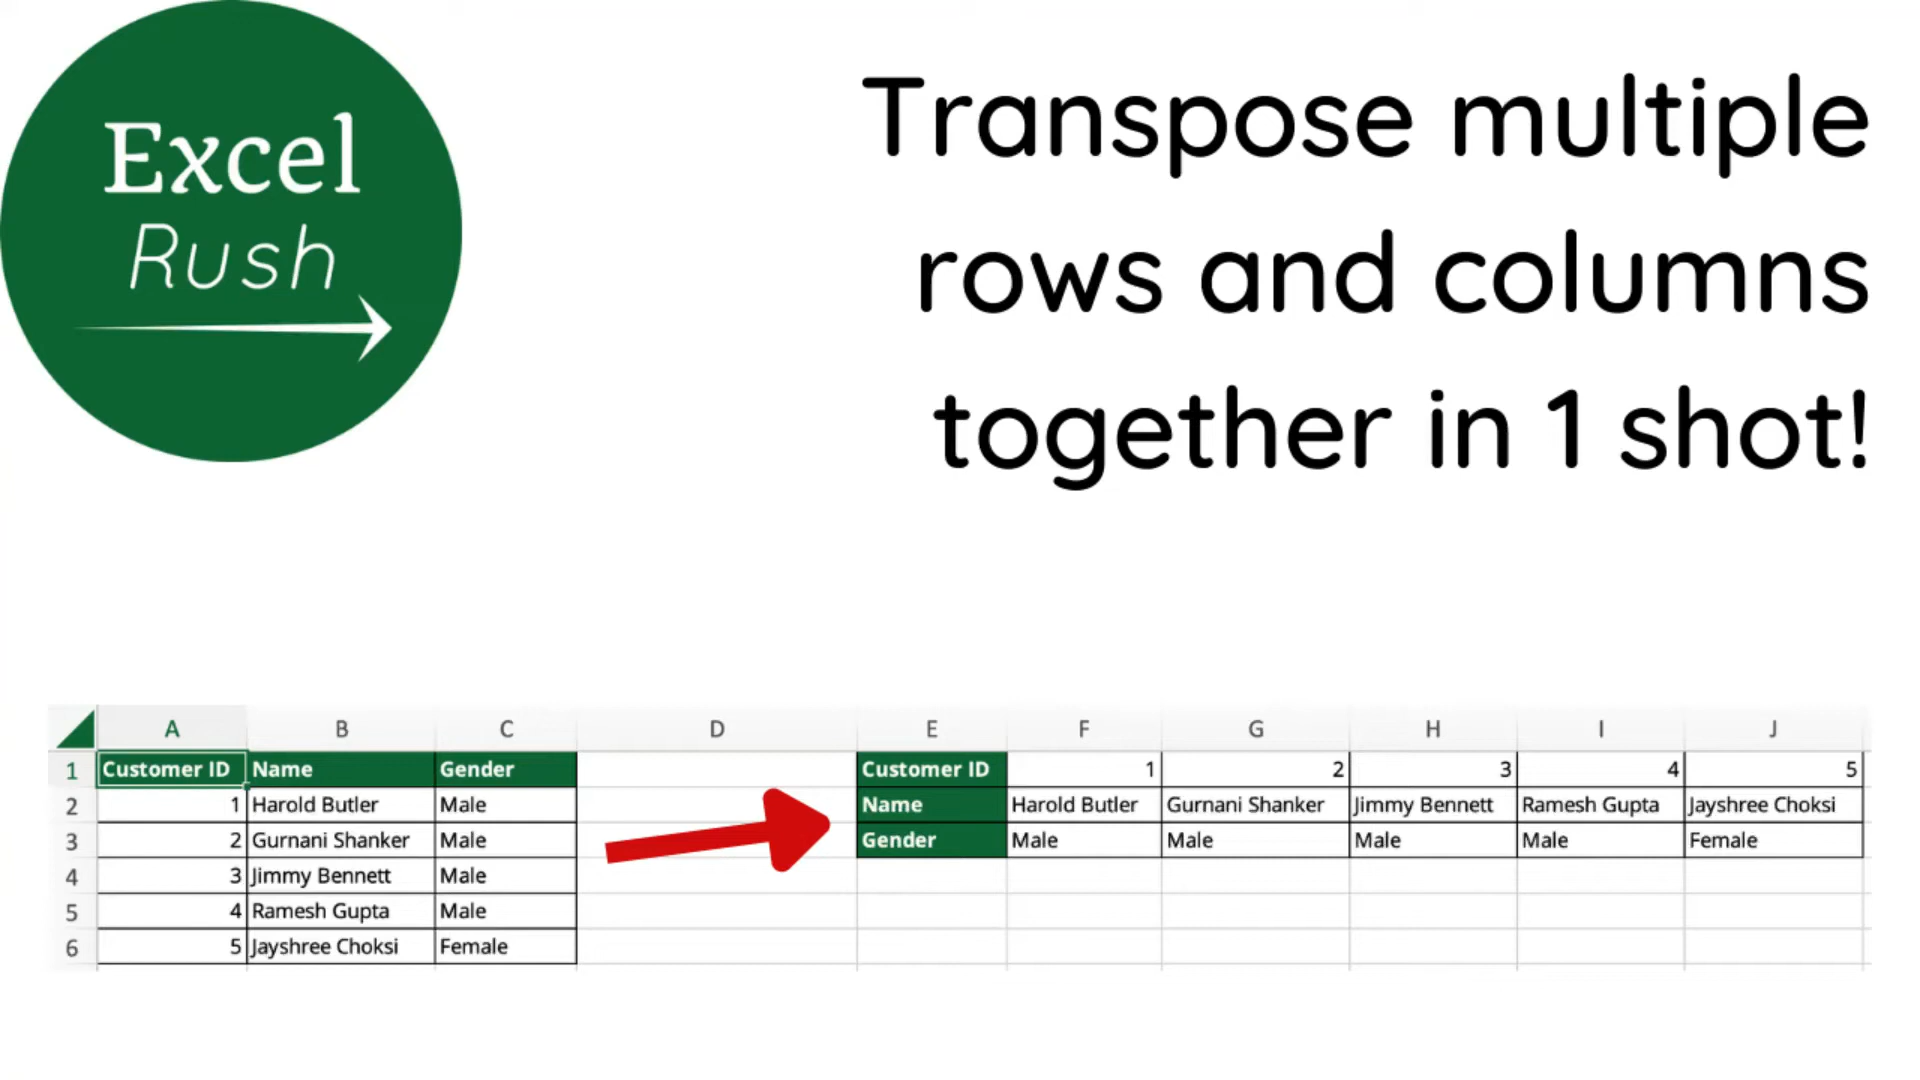 Excel
Rush
Transpose multiple
rows and columns
together in 1 shot!
A B C D E F G H I J
1 Customer ID Name Gender Customer ID 1 2 3 4 5
2 1 Harold Butler Male Name Harold Butler Gurnani Shanker Jimmy Bennett Ramesh Gupta Jayshree Choksi
3 2 Gurnani Shanker Male Gender Male Male Male Male Female
4 3 Jimmy Bennett Male
5 4 Ramesh Gupta Male
6 5 Jayshree Choksi Female